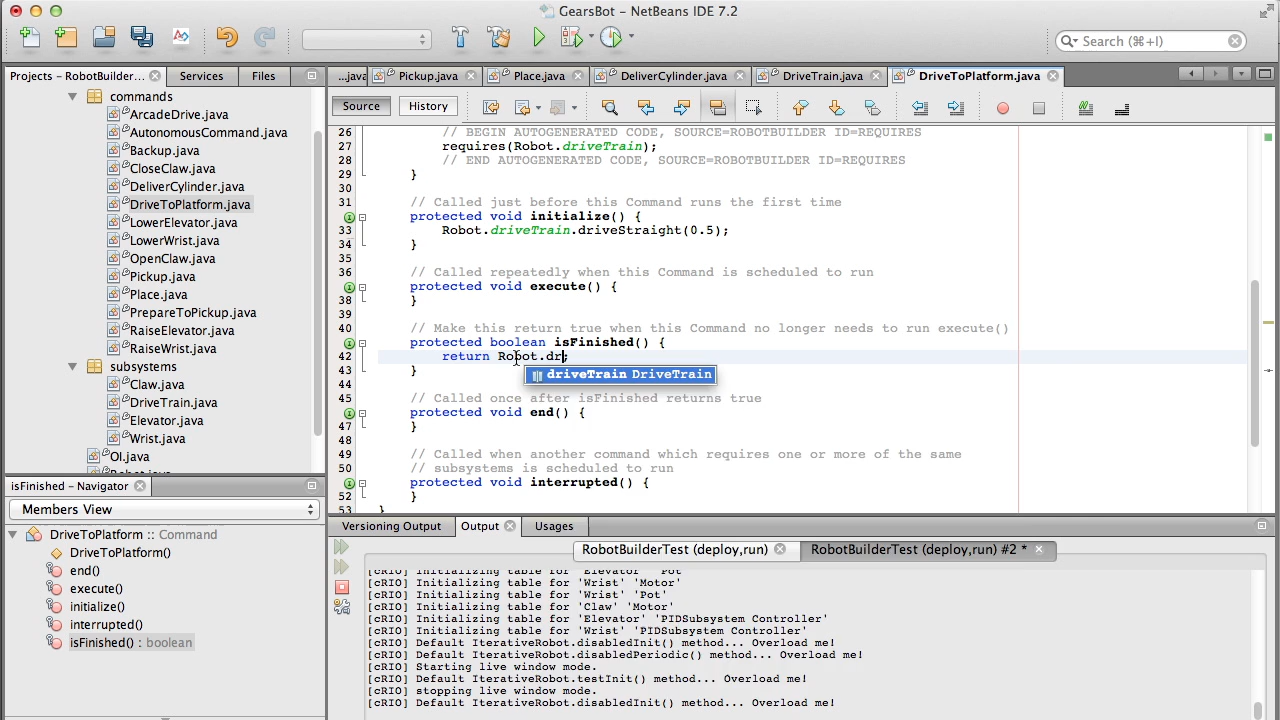 GearsBot – NetBeans IDE 7.2
Search (⌘+I)
Projects – RobotBuilder...
Services
Files
...java
Pickup.java
Place.java
DeliverCylinder.java
DriveTrain.java
DriveToPlatform.java
Source
History
commands
ArcadeDrive.java
AutonomousCommand.java
Backup.java
CloseClaw.java
DeliverCylinder.java
DriveToPlatform.java
LowerElevator.java
LowerWrist.java
OpenClaw.java
Pickup.java
Place.java
PrepareToPickup.java
RaiseElevator.java
RaiseWrist.java
subsystems
Claw.java
DriveTrain.java
Elevator.java
Wrist.java
OI.java
26 // BEGIN AUTOGENERATED CODE, SOURCE=ROBOTBUILDER ID=REQUIRES
27 requires(Robot.driveTrain);
28 // END AUTOGENERATED CODE, SOURCE=ROBOTBUILDER ID=REQUIRES
29 }
30
31 // Called just before this Command runs the first time
protected void initialize() {
33 Robot.driveTrain.driveStraight(0.5);
34 }
35
36 // Called repeatedly when this Command is scheduled to run
protected void execute() {
38 }
39
40 // Make this return true when this Command no longer needs to run execute()
protected boolean isFinished() {
42 return Robot.dr;
driveTrain DriveTrain
43 }
44
45 // Called once after isFinished returns true
protected void end() {
47 }
48
49 // Called when another command which requires one or more of the same
50 // subsystems is scheduled to run
protected void interrupted() {
52 }
53 }
isFinished – Navigator
Members View
DriveToPlatform :: Command
DriveToPlatform()
end()
execute()
initialize()
interrupted()
isFinished() : boolean
Versioning Output
Output
Usages
RobotBuilderTest (deploy,run)
RobotBuilderTest (deploy,run) #2 *
[cRIO] Initializing table for 'Elevator' 'Pot'
[cRIO] Initializing table for 'Wrist' 'Motor'
[cRIO] Initializing table for 'Wrist' 'Pot'
[cRIO] Initializing table for 'Claw' 'Motor'
[cRIO] Initializing table for 'Elevator' 'PIDSubsystem Controller'
[cRIO] Initializing table for 'Wrist' 'PIDSubsystem Controller'
[cRIO] Default IterativeRobot.disabledInit() method... Overload me!
[cRIO] Default IterativeRobot.disabledPeriodic() method... Overload me!
[cRIO] Starting live window mode.
[cRIO] Default IterativeRobot.testInit() method... Overload me!
[cRIO] stopping live window mode.
[cRIO] Default IterativeRobot.disabledInit() method... Overload me!